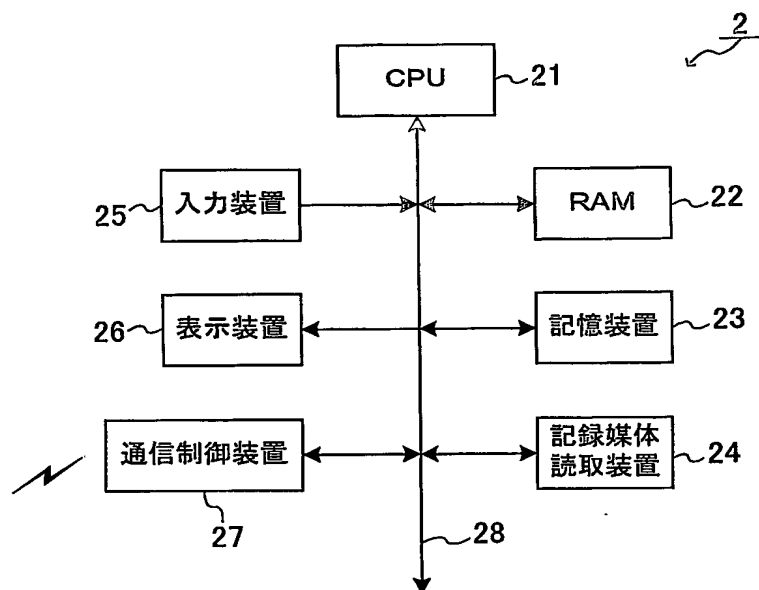 2
CPU
21
入力装置
25
RAM
22
表示装置
26
記憶装置
23
通信制御装置
27
記録媒体
読取装置
24
28